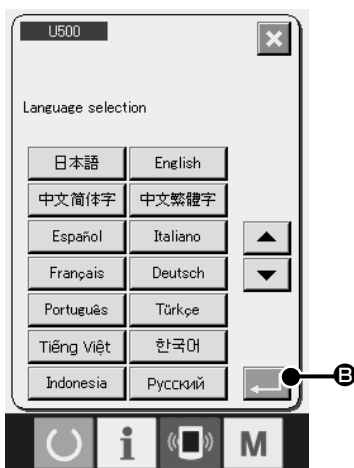 U500
Language selection
日本語 English
中文简体字 中文繁體字
Español Italiano
Français Deutsch
Português Türkçe
Tiếng Việt 한국어
Indonesia Русский
B
i M